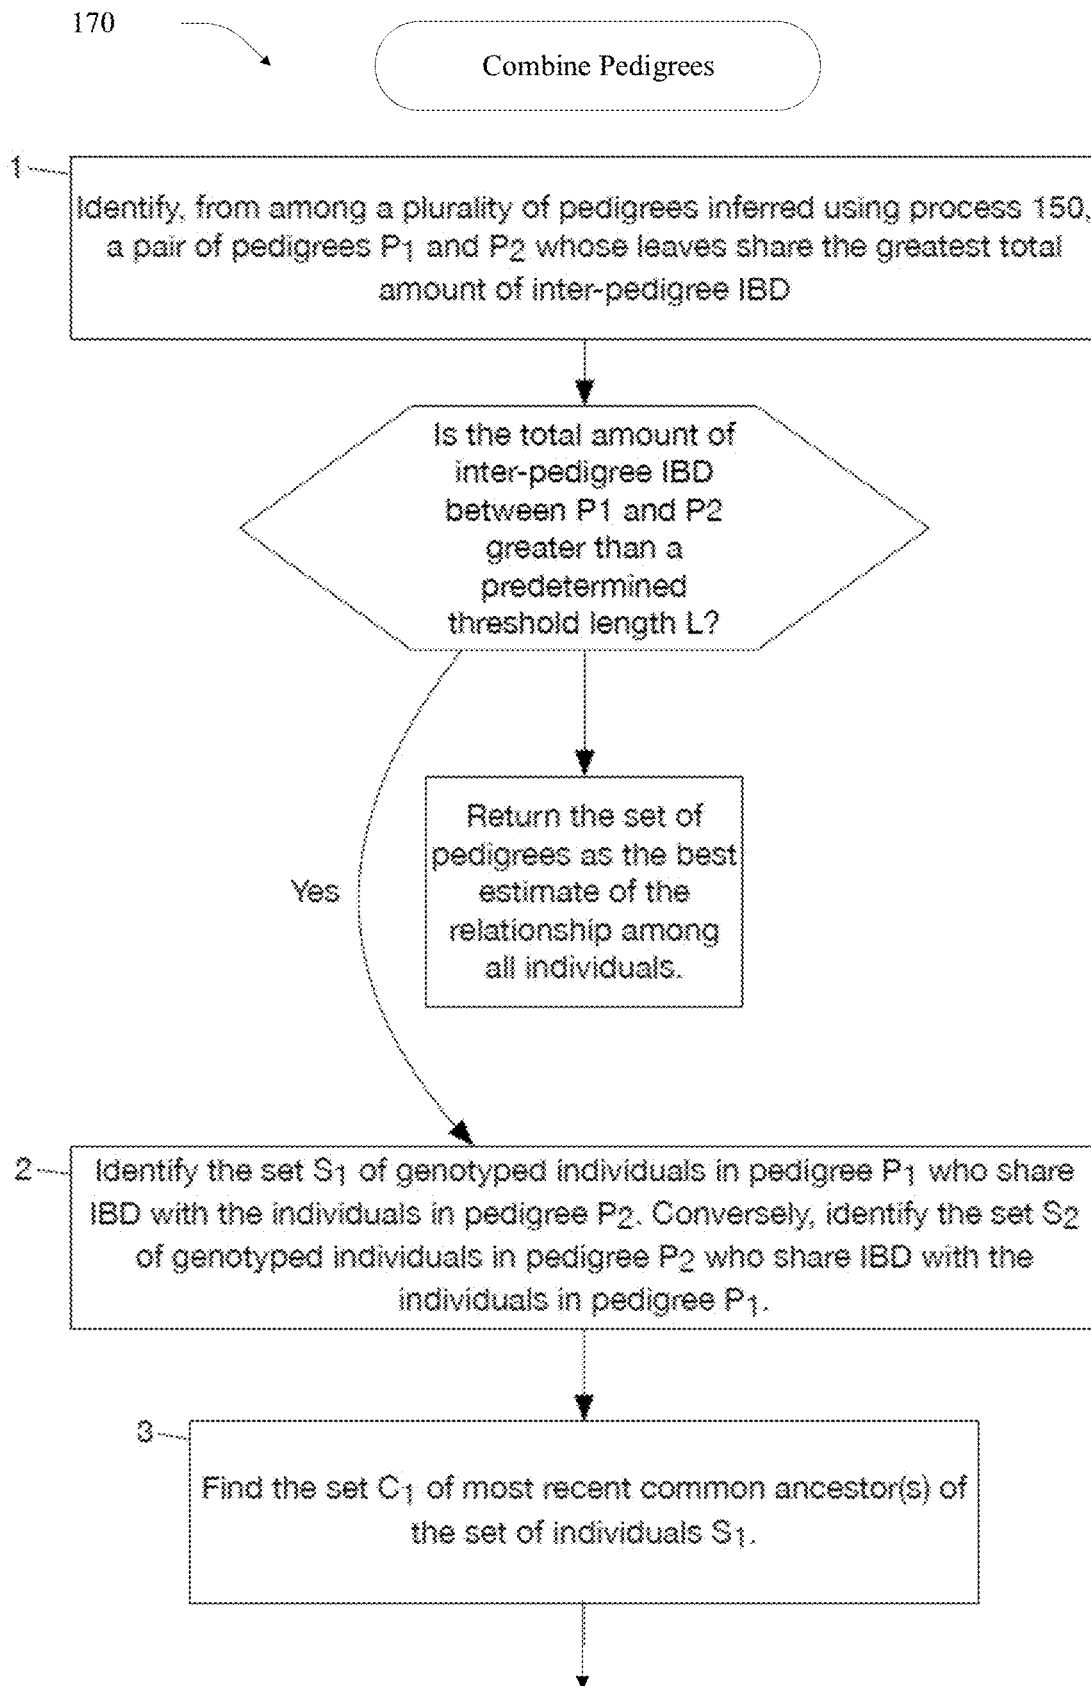 170
Combine Pedigrees
1
Identify, from among a plurality of pedigrees inferred using process 150,
a pair of pedigrees P1 and P2 whose leaves share the greatest total
amount of inter-pedigree IBD
Is the total amount of
inter-pedigree IBD
between P1 and P2
greater than a
predetermined
threshold length L?
Return the set of
pedigrees as the best
estimate of the
relationship among
all individuals.
Yes
2
Identify the set S1 of genotyped individuals in pedigree P1 who share
IBD with the individuals in pedigree P2. Conversely, identify the set S2
of genotyped individuals in pedigree P2 who share IBD with the
individuals in pedigree P1.
3
Find the set C1 of most recent common ancestor(s) of
the set of individuals S1.